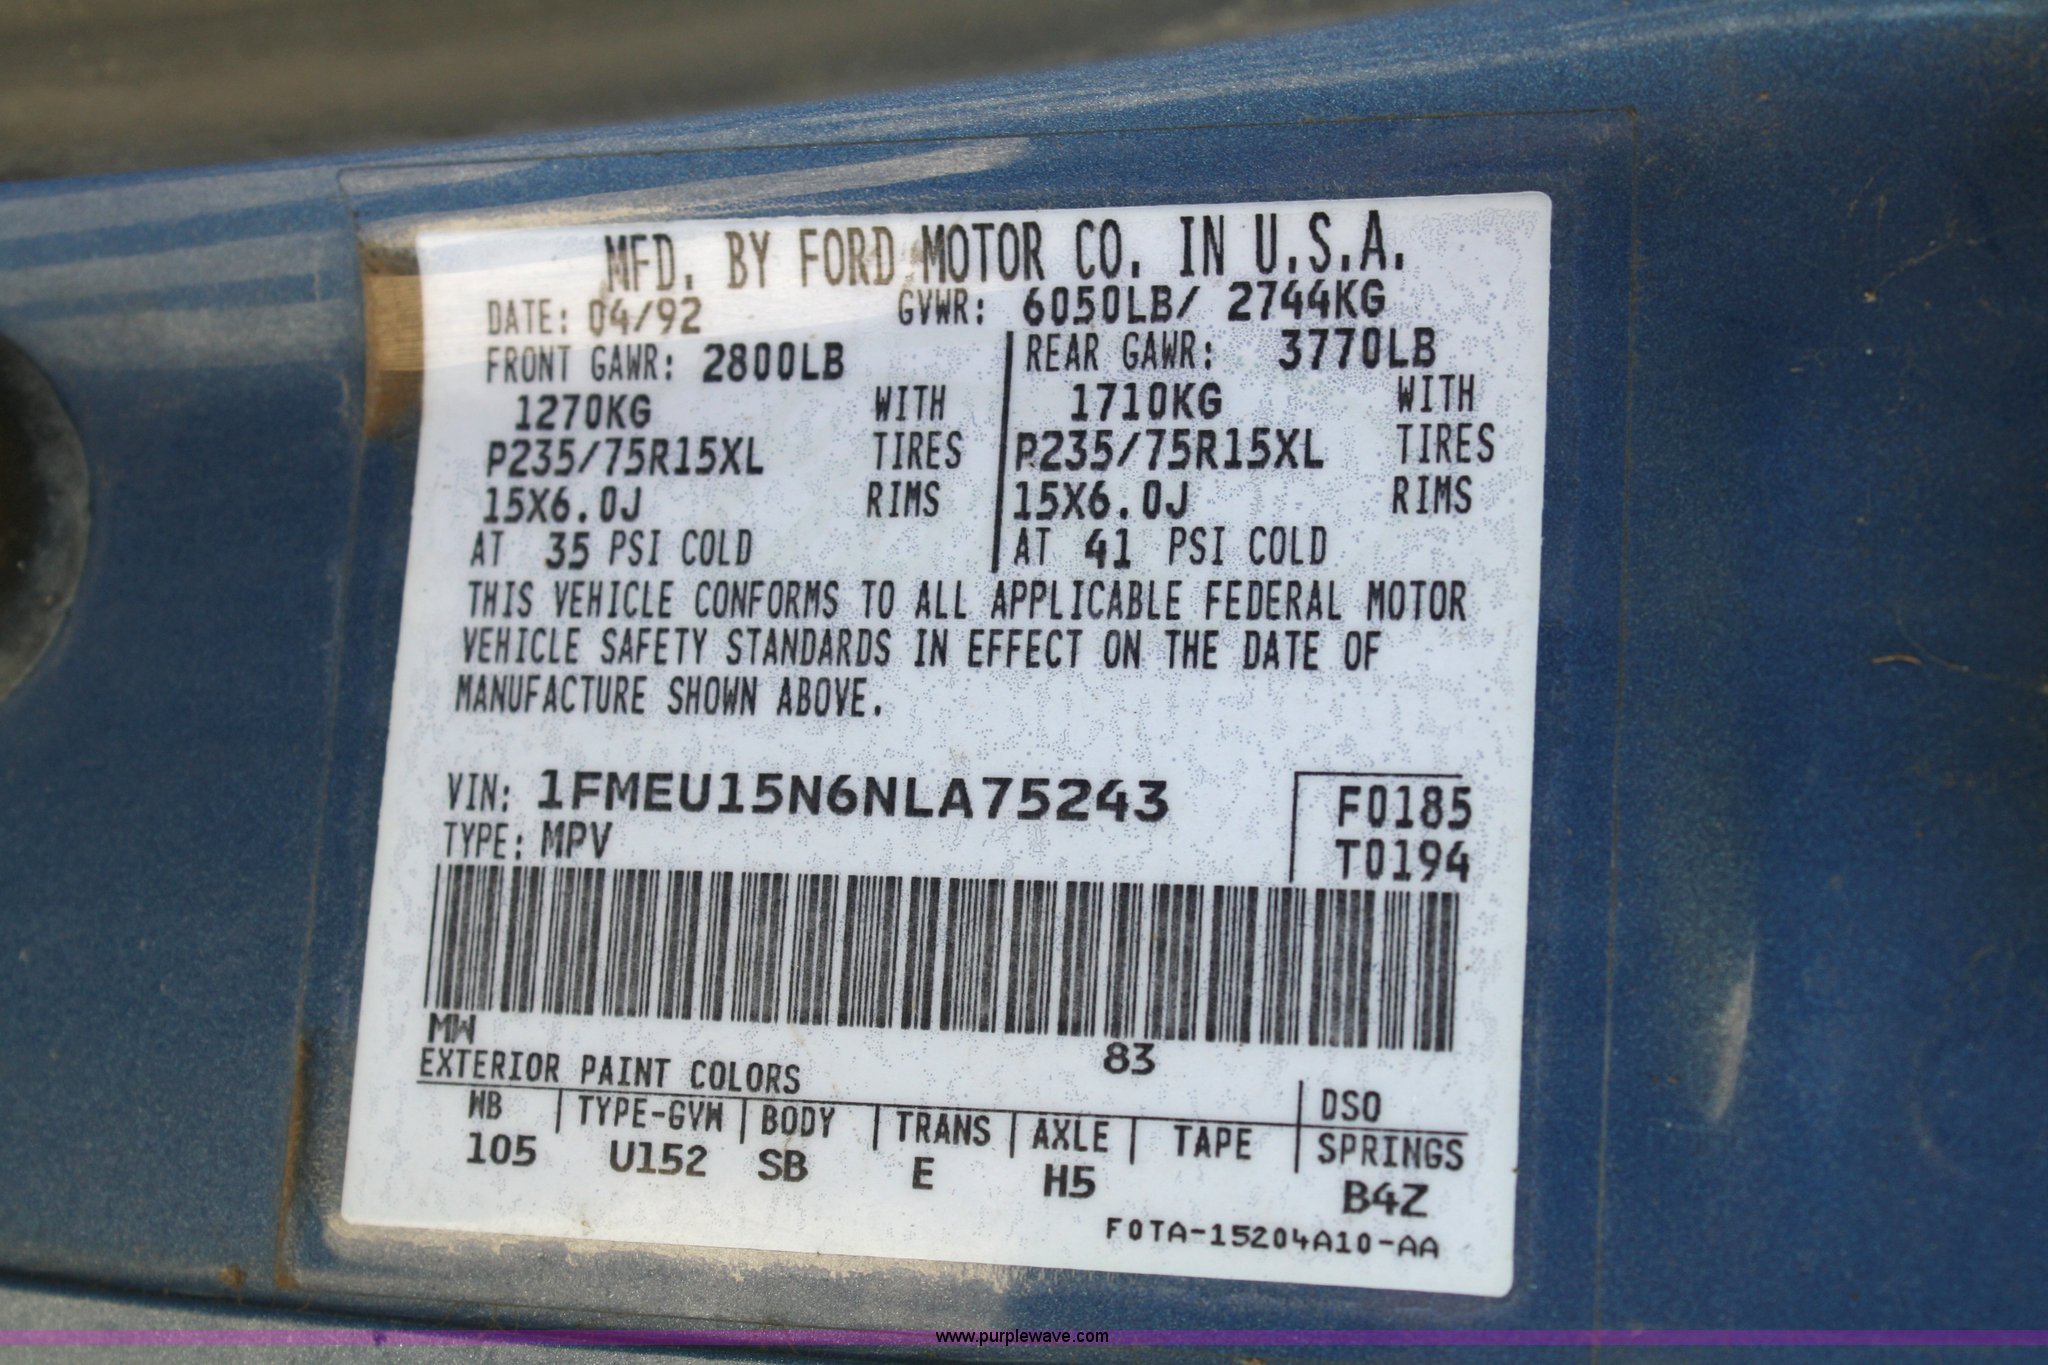 MFD. BY FORD MOTOR CO. IN U.S.A.
DATE: 04/92 GVWR: 6050LB/ 2744KG
FRONT GAWR: 2800LB REAR GAWR: 3770LB
1270KG WITH 1710KG WITH
P235/75R15XL TIRES P235/75R15XL TIRES
15X6.0J RIMS 15X6.0J RIMS
AT 35 PSI COLD AT 41 PSI COLD
THIS VEHICLE CONFORMS TO ALL APPLICABLE FEDERAL MOTOR
VEHICLE SAFETY STANDARDS IN EFFECT ON THE DATE OF
MANUFACTURE SHOWN ABOVE.
VIN: 1FMEU15N6NLA75243 F0185
TYPE: MPV T0194
MW 83
EXTERIOR PAINT COLORS DSO
WB TYPE-GVW BODY TRANS AXLE TAPE SPRINGS
105 U152 SB E H5 B4Z
F0TA-15204A10-AA
www.purplewave.com